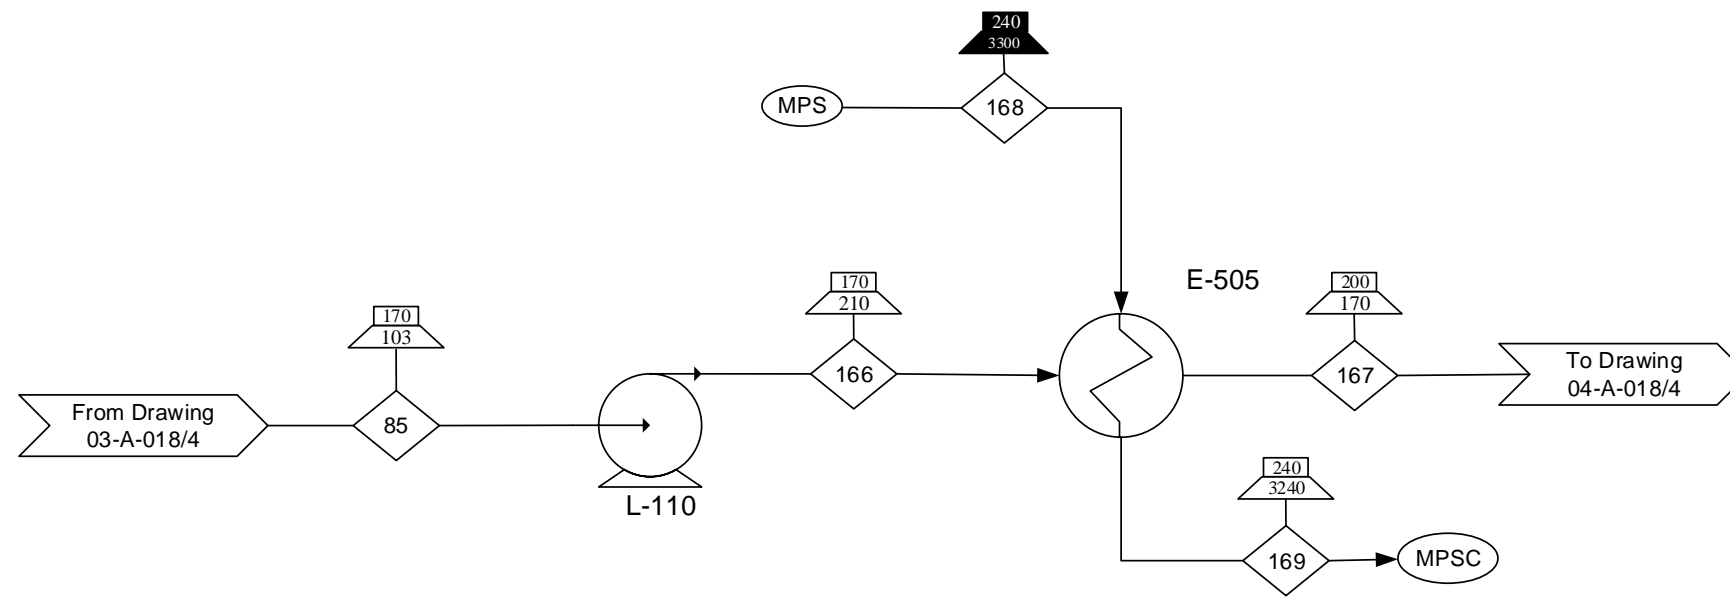 240
3300
MPS
168
E-505
170
210
200
170
170
103
166
167
To Drawing
04-A-018/4
From Drawing
03-A-018/4
85
L-110
240
3240
169
MPSC